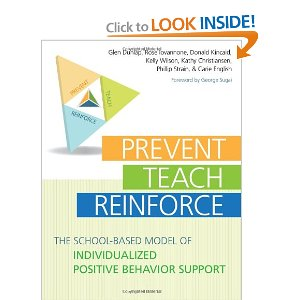 Click to LOOK INSIDE!
Glen Dunlap, Rose Iovannone, Donald Kincaid,
Kelly Wilson, Kathy Christiansen,
Phillip Strain, & Carie English
Foreword by George Sugai
PREVENT
TEACH
REINFORCE
PREVENT
TEACH
REINFORCE
THE SCHOOL-BASED MODEL OF
INDIVIDUALIZED
POSITIVE BEHAVIOR SUPPORT